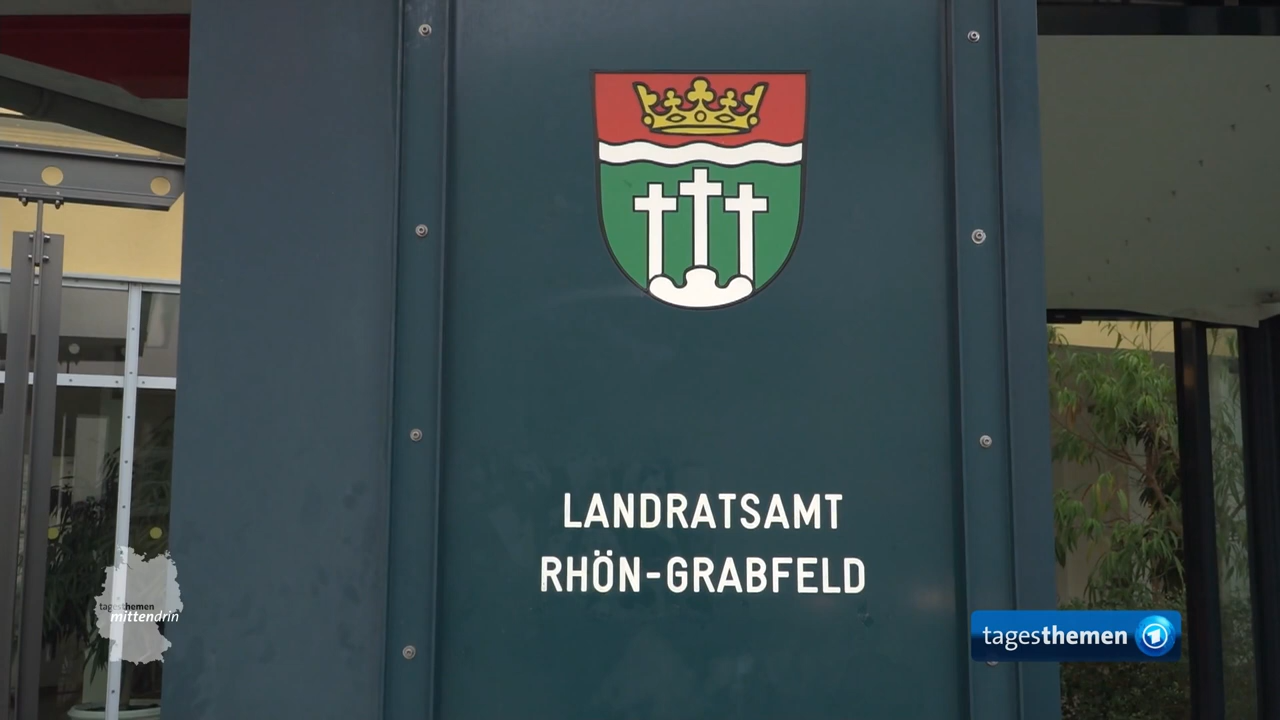 LANDRATSAMT
RHÖN-GRABFELD
tagesthemen
mittendrin
tagesthemen